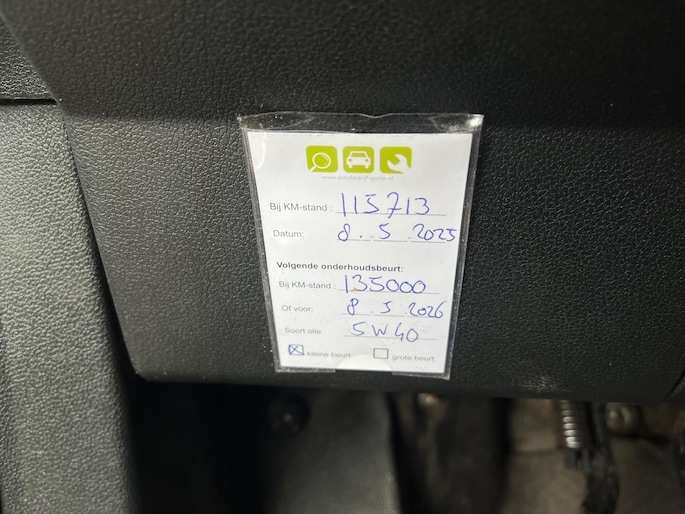 www.autobedrijf-goede.nl
Bij KM-stand : 115713
Datum: 8 . 5 . 2025
Volgende onderhoudsbeurt:
Bij KM-stand : 135000
Of voor: 8 . 5 . 2026
Soort olie 5W40
kleine beurt grote beurt